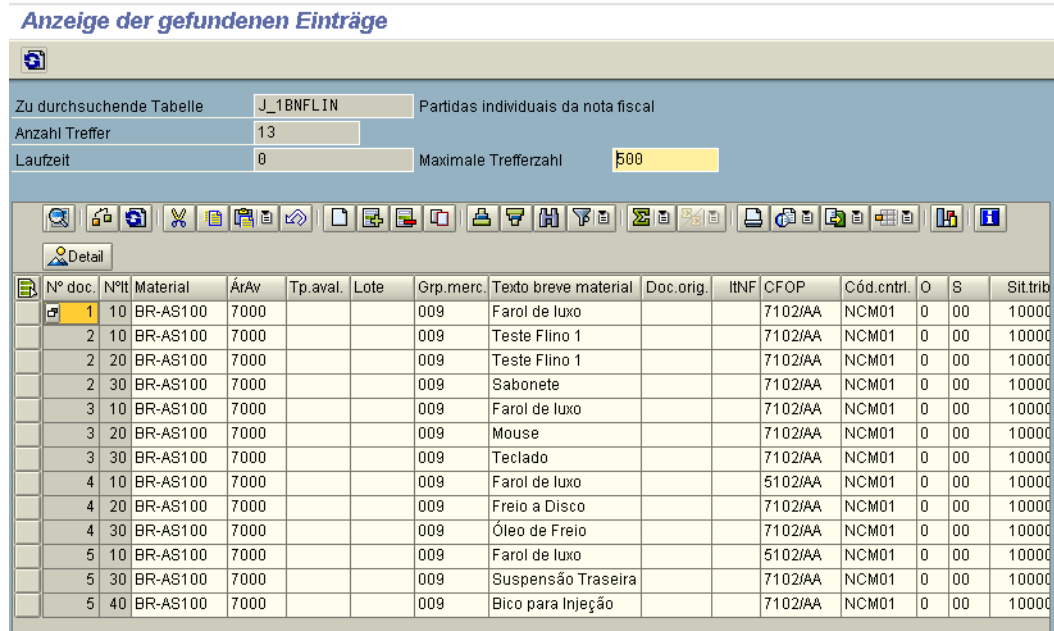 Anzeige der gefundenen Einträge
Zu durchsuchende Tabelle J_1BNFLIN Partidas individuais da nota fiscal
Anzahl Treffer 13
Laufzeit 0 Maximale Trefferzahl 500
Detail
Nº doc. NºIt Material ÁrAv Tp.aval. Lote Grp.merc. Texto breve material Doc.orig. ItNF CFOP Cód.cntrl. O S Sit.trib
1 10 BR-AS100 7000 009 Farol de luxo 7102/AA NCM01 0 00 10000
2 10 BR-AS100 7000 009 Teste Flino 1 7102/AA NCM01 0 00 10000
2 20 BR-AS100 7000 009 Teste Flino 1 7102/AA NCM01 0 00 10000
2 30 BR-AS100 7000 009 Sabonete 7102/AA NCM01 0 00 10000
3 10 BR-AS100 7000 009 Farol de luxo 7102/AA NCM01 0 00 10000
3 20 BR-AS100 7000 009 Mouse 7102/AA NCM01 0 00 10000
3 30 BR-AS100 7000 009 Teclado 7102/AA NCM01 0 00 10000
4 10 BR-AS100 7000 009 Farol de luxo 5102/AA NCM01 0 00 10000
4 20 BR-AS100 7000 009 Freio a Disco 7102/AA NCM01 0 00 10000
4 30 BR-AS100 7000 009 Óleo de Freio 7102/AA NCM01 0 00 10000
5 10 BR-AS100 7000 009 Farol de luxo 5102/AA NCM01 0 00 10000
5 30 BR-AS100 7000 009 Suspensão Traseira 7102/AA NCM01 0 00 10000
5 40 BR-AS100 7000 009 Bico para Injeção 7102/AA NCM01 0 00 10000